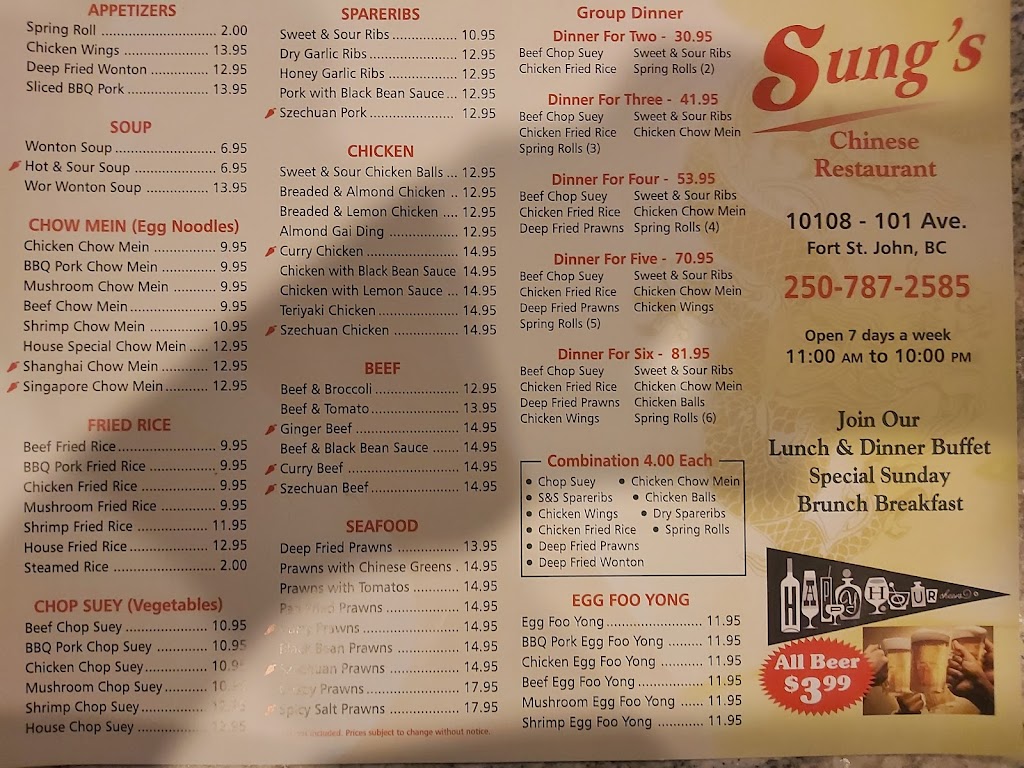 APPETIZERS
Spring Roll 2.00
Chicken Wings 13.95
Deep Fried Wonton 12.95
Sliced BBQ Pork 13.95
SOUP
Wonton Soup 6.95
Hot & Sour Soup 6.95
Wor Wonton Soup 13.95
CHOW MEIN (Egg Noodles)
Chicken Chow Mein 9.95
BBQ Pork Chow Mein 9.95
Mushroom Chow Mein 9.95
Beef Chow Mein 9.95
Shrimp Chow Mein 10.95
House Special Chow Mein 12.95
Shanghai Chow Mein 12.95
Singapore Chow Mein 12.95
FRIED RICE
Beef Fried Rice 9.95
BBQ Pork Fried Rice 9.95
Chicken Fried Rice 9.95
Mushroom Fried Rice 9.95
Shrimp Fried Rice 11.95
House Fried Rice 12.95
Steamed Rice 2.00
CHOP SUEY (Vegetables)
Beef Chop Suey 10.95
BBQ Pork Chop Suey 10.95
Chicken Chop Suey
Mushroom Chop Suey
Shrimp Chop Suey
House Chop Suey 12.95
SPARERIBS
Sweet & Sour Ribs 10.95
Dry Garlic Ribs 12.95
Honey Garlic Ribs 12.95
Pork with Black Bean Sauce 12.95
Szechuan Pork 12.95
CHICKEN
Sweet & Sour Chicken Balls 12.95
Breaded & Almond Chicken 12.95
Breaded & Lemon Chicken 12.95
Almond Gai Ding 12.95
Curry Chicken 14.95
Chicken with Black Bean Sauce 14.95
Chicken with Lemon Sauce 14.95
Teriyaki Chicken 14.95
Szechuan Chicken 14.95
BEEF
Beef & Broccoli 12.95
Beef & Tomato 13.95
Ginger Beef 14.95
Beef & Black Bean Sauce 14.95
Curry Beef 14.95
Szechuan Beef 14.95
SEAFOOD
Deep Fried Prawns 13.95
Prawns with Chinese Greens 14.95
Prawns with Tomatos 14.95
Pan Fried Prawns 14.95
Prawns 14.95
Black Bean Prawns 14.95
Szechuan Prawns 14.95
Prawns 17.95
Spicy Salt Prawns 17.95
included. Prices subject to change without notice.
Group Dinner
Dinner For Two - 30.95
Beef Chop Suey Sweet & Sour Ribs
Chicken Fried Rice Spring Rolls (2)
Dinner For Three - 41.95
Beef Chop Suey Sweet & Sour Ribs
Chicken Fried Rice Chicken Chow Mein
Spring Rolls (3)
Dinner For Four - 53.95
Beef Chop Suey Sweet & Sour Ribs
Chicken Fried Rice Chicken Chow Mein
Deep Fried Prawns Spring Rolls (4)
Dinner For Five - 70.95
Beef Chop Suey Sweet & Sour Ribs
Chicken Fried Rice Chicken Chow Mein
Deep Fried Prawns Chicken Wings
Spring Rolls (5)
Dinner For Six - 81.95
Beef Chop Suey Sweet & Sour Ribs
Chicken Fried Rice Chicken Chow Mein
Deep Fried Prawns Chicken Balls
Chicken Wings Spring Rolls (6)
Combination 4.00 Each
• Chop Suey • Chicken Chow Mein
• S&S Spareribs • Chicken Balls
• Chicken Wings • Dry Spareribs
• Chicken Fried Rice • Spring Rolls
• Deep Fried Prawns
• Deep Fried Wonton
EGG FOO YONG
Egg Foo Yong 11.95
BBQ Pork Egg Foo Yong 11.95
Chicken Egg Foo Yong 11.95
Beef Egg Foo Yong 11.95
Mushroom Egg Foo Yong 11.95
Shrimp Egg Foo Yong 11.95
Sung's
Chinese
Restaurant
10108 - 101 Ave.
Fort St. John, BC
250-787-2585
Open 7 days a week
11:00 AM to 10:00 PM
Join Our
Lunch & Dinner Buffet
Special Sunday
Brunch Breakfast
HAPPY HOUR cheers
All Beer
$3.99